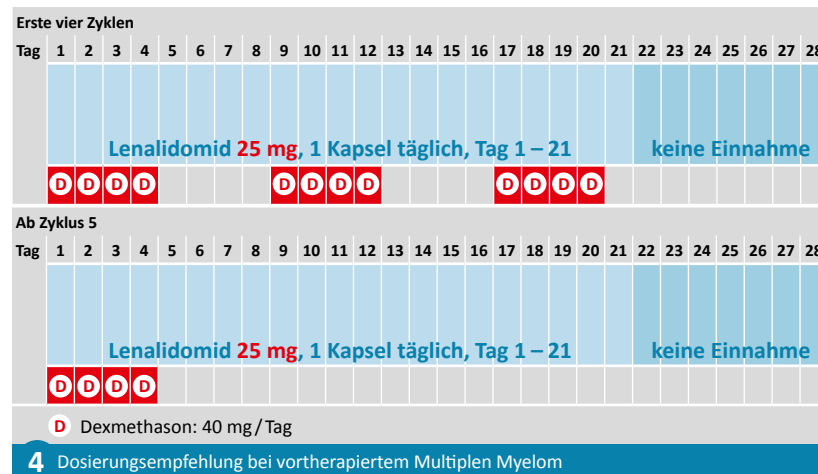 Erste vier Zyklen
Tag 1 2 3 4 5 6 7 8 9 10 11 12 13 14 15 16 17 18 19 20 21 22 23 24 25 26 27 28
Lenalidomid 25 mg, 1 Kapsel täglich, Tag 1 – 21 keine Einnahme
D D D D D D D D D D D D
Ab Zyklus 5
Tag 1 2 3 4 5 6 7 8 9 10 11 12 13 14 15 16 17 18 19 20 21 22 23 24 25 26 27 28
Lenalidomid 25 mg, 1 Kapsel täglich, Tag 1 – 21 keine Einnahme
D D D D
D Dexmethason: 40 mg/Tag
4 Dosierungsempfehlung bei vortherapiertem Multiplen Myelom